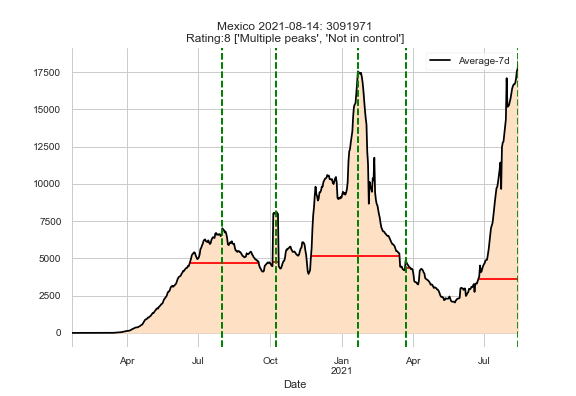 Mexico 2021-08-14: 3091971
Rating:8 ['Multiple peaks', 'Not in control']
Average-7d
17500
15000
12500
10000
7500
5000
2500
0
Apr Jul Oct Jan Apr Jul
2021
Date